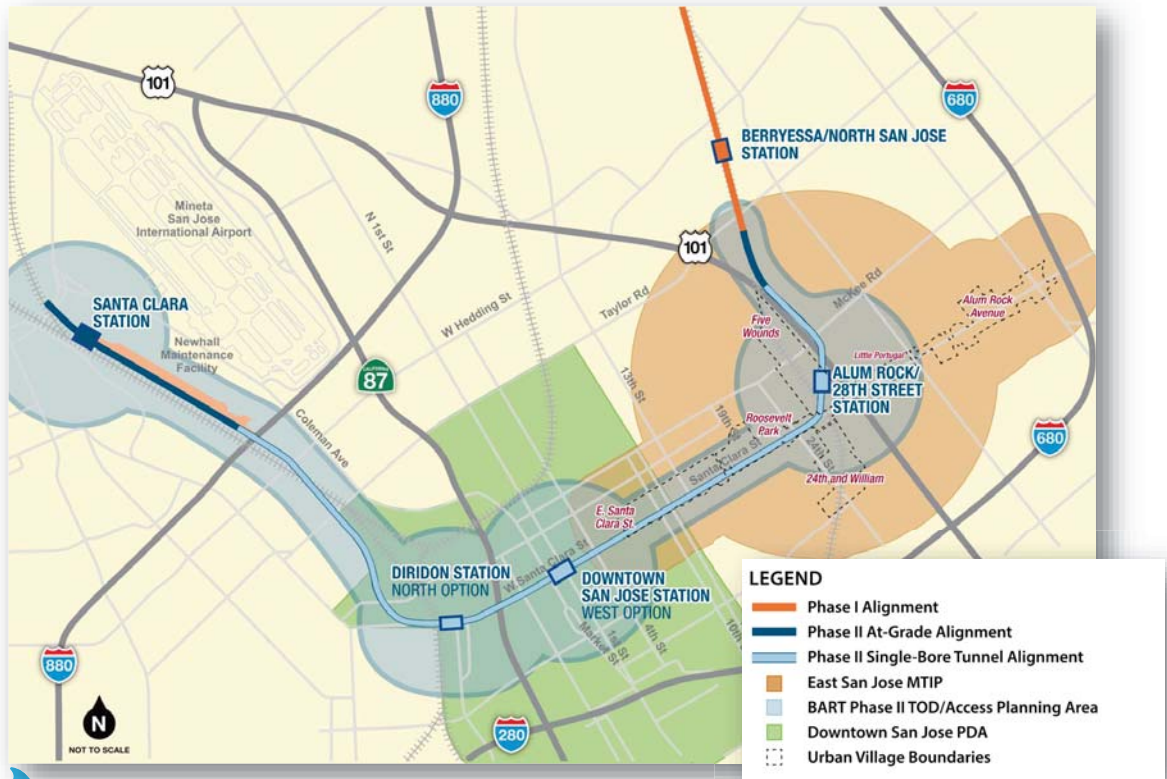 101
880
680
BERRYESSA/NORTH SAN JOSE
STATION
Mineta
San Jose
International Airport
N 1st St
101
McKee Rd
Alum Rock
Avenue
SANTA CLARA
STATION
W Hedding St
Taylor Rd
Five
Wounds
Newhall
Maintenance
Facility
Little Portugal
CALIFORNIA
87
13th St
ALUM ROCK/
28TH STREET
STATION
Coleman Ave
19th St
Roosevelt
Park
680
Santa Clara St
24th St
24th and William
E. Santa
Clara St.
DIRIDON STATION
NORTH OPTION
W Santa Clara St
DOWNTOWN
SAN JOSE STATION
WEST OPTION
Market St
1st St
4th St
10th
880
N
NOT TO SCALE
280
LEGEND
Phase I Alignment
Phase II At-Grade Alignment
Phase II Single-Bore Tunnel Alignment
East San Jose MTIP
BART Phase II TOD/Access Planning Area
Downtown San Jose PDA
Urban Village Boundaries